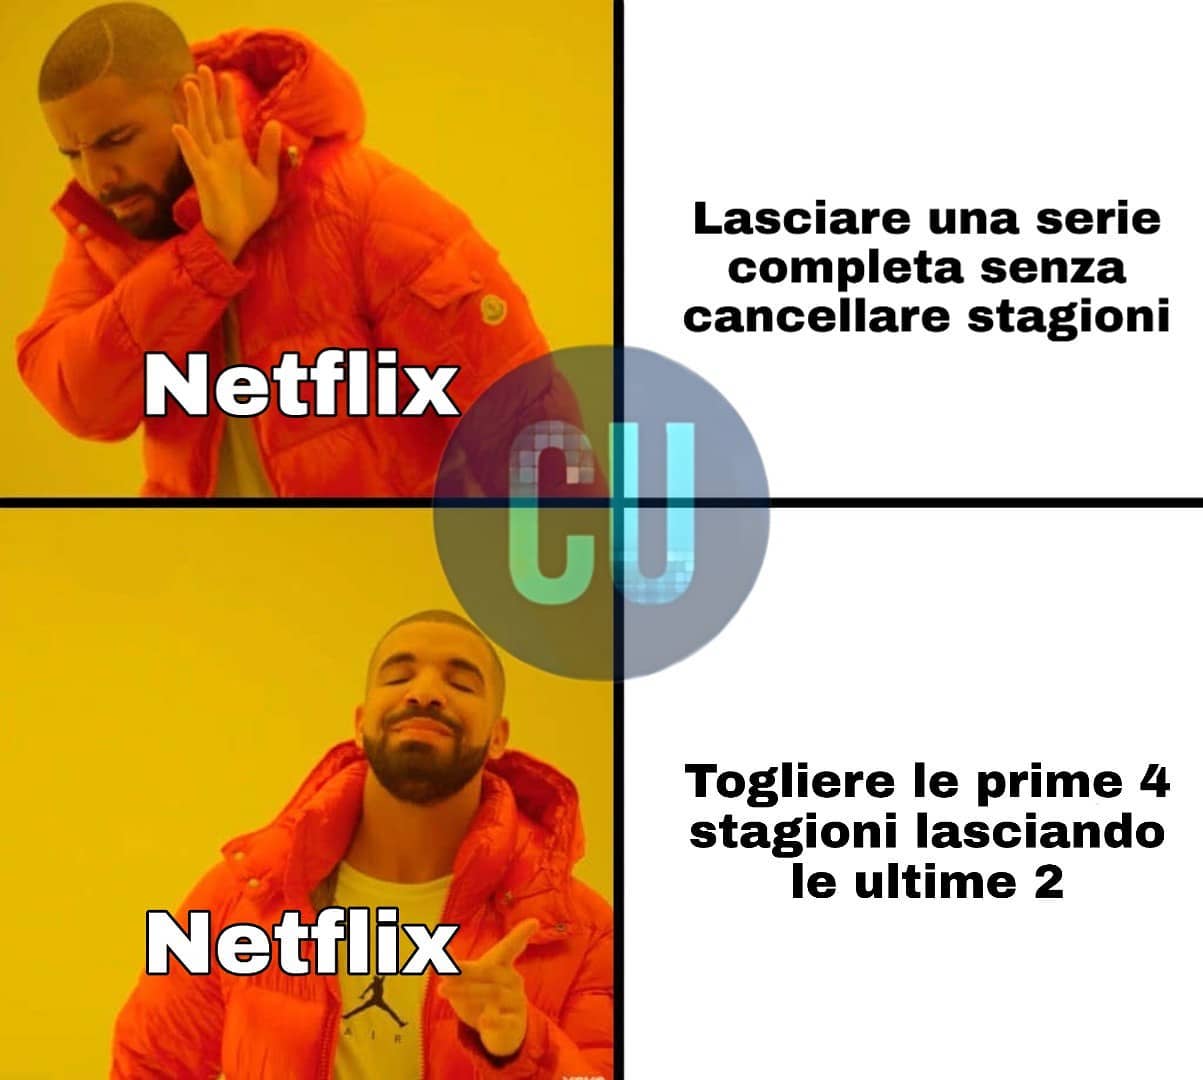 Lasciare una serie
completa senza
cancellare stagioni
Netflix
CU
Togliere le prime 4
stagioni lasciando
le ultime 2
Netflix
AIR